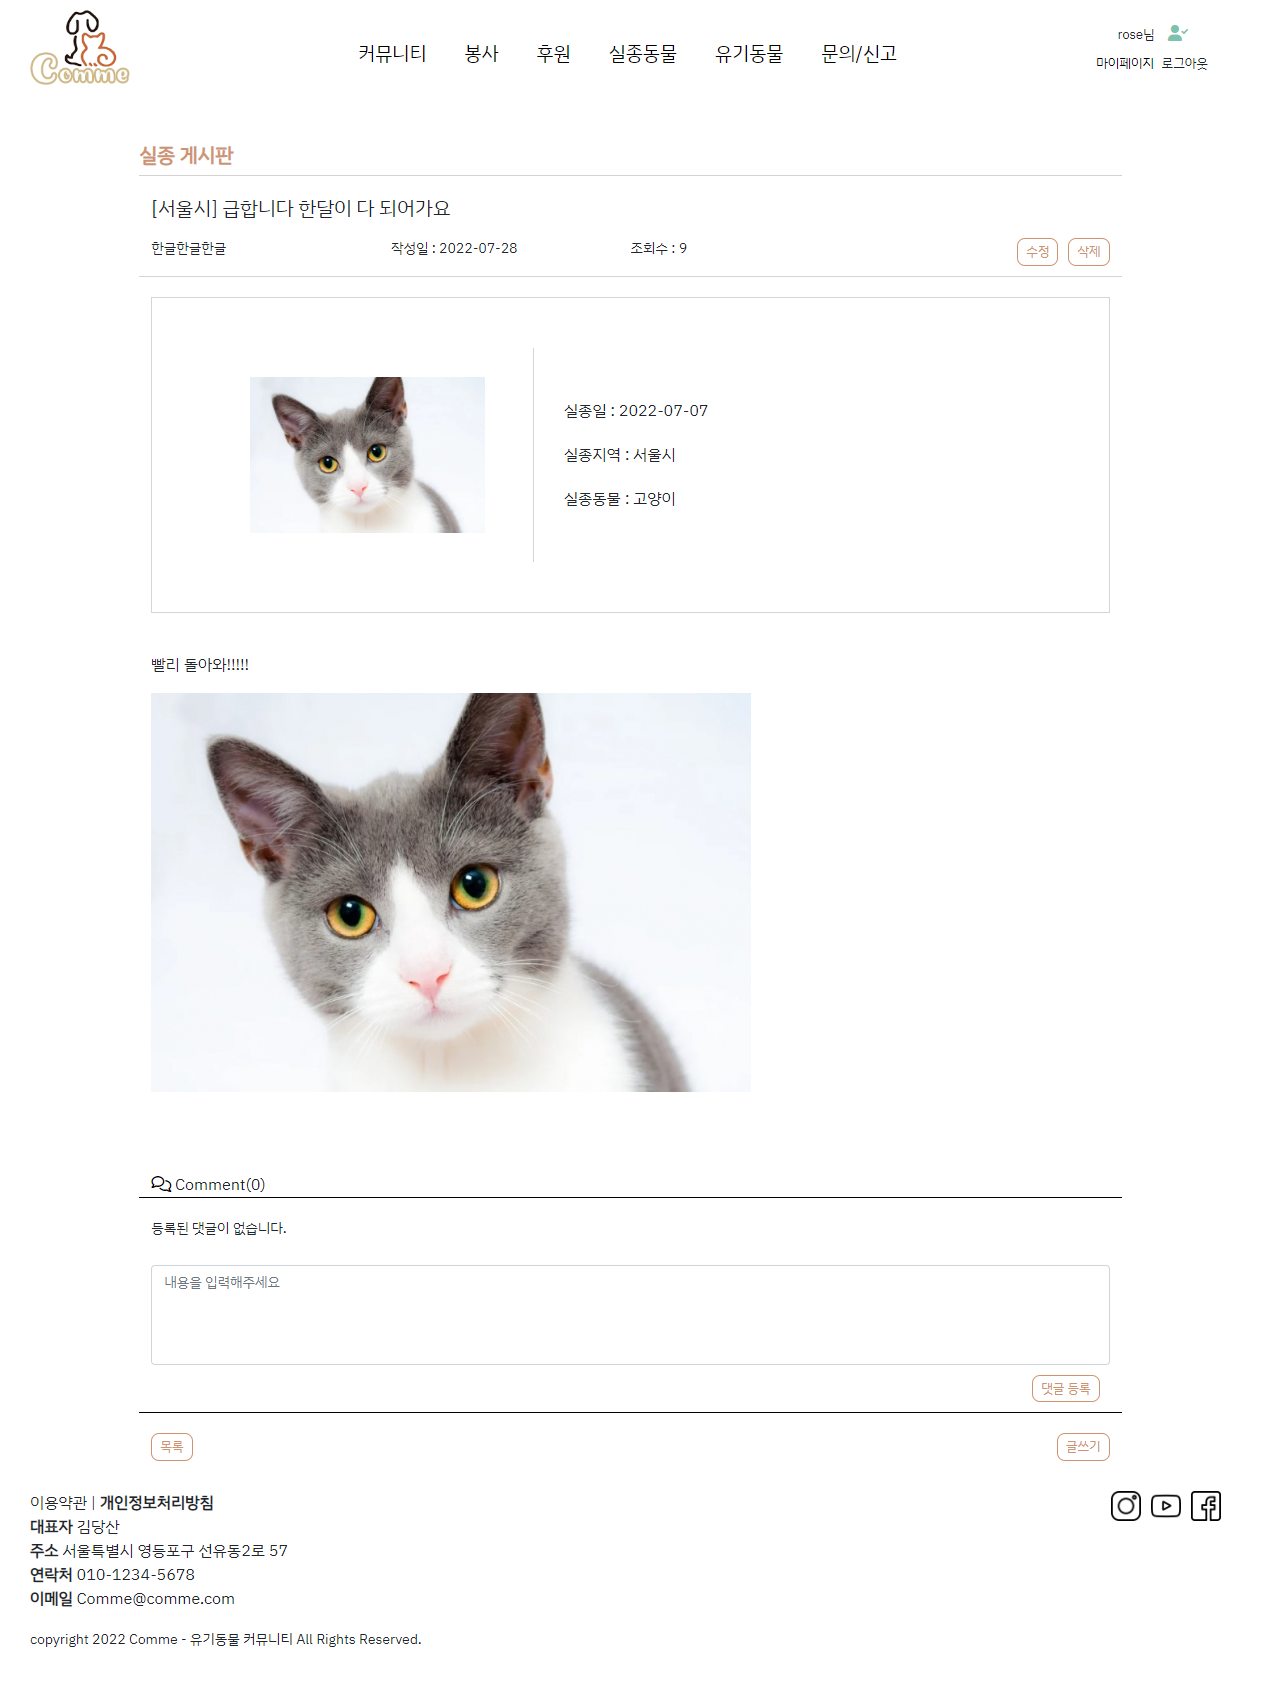 Comme
커뮤니티 봉사 후원 실종동물 유기동물 문의/신고
rose님
마이페이지 로그아웃
실종 게시판
[서울시] 급합니다 한달이 다 되어가요
한글한글한글 작성일 : 2022-07-28 조회수 : 9 수정 삭제
실종일 : 2022-07-07
실종지역 : 서울시
실종동물 : 고양이
빨리 돌아와!!!!!
Comment(0)
등록된 댓글이 없습니다.
내용을 입력해주세요
댓글 등록
목록 글쓰기
이용약관 | 개인정보처리방침
대표자 김당산
주소 서울특별시 영등포구 선유동2로 57
연락처 010-1234-5678
이메일 Comme@comme.com
copyright 2022 Comme - 유기동물 커뮤니티 All Rights Reserved.